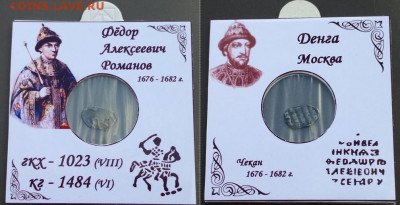 COINS.LAVE.RU
Фёдор
Алексеевич
Романов
1676 - 1682 г.
гкх - 1023 (VIII)
кг - 1484 (VI)
Денга
Москва
Чекан
1676 - 1682 г.